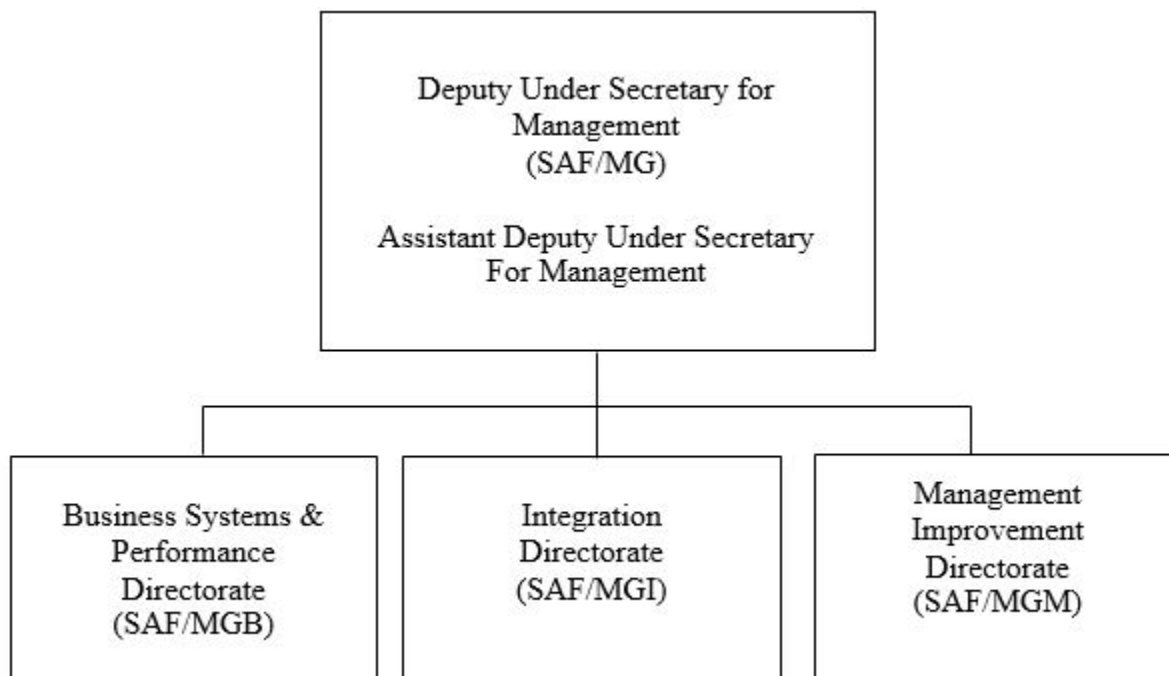 Deputy Under Secretary for
Management
(SAF/MG)
Assistant Deputy Under Secretary
For Management
Business Systems &
Performance
Directorate
(SAF/MGB)
Integration
Directorate
(SAF/MGI)
Management
Improvement
Directorate
(SAF/MGM)